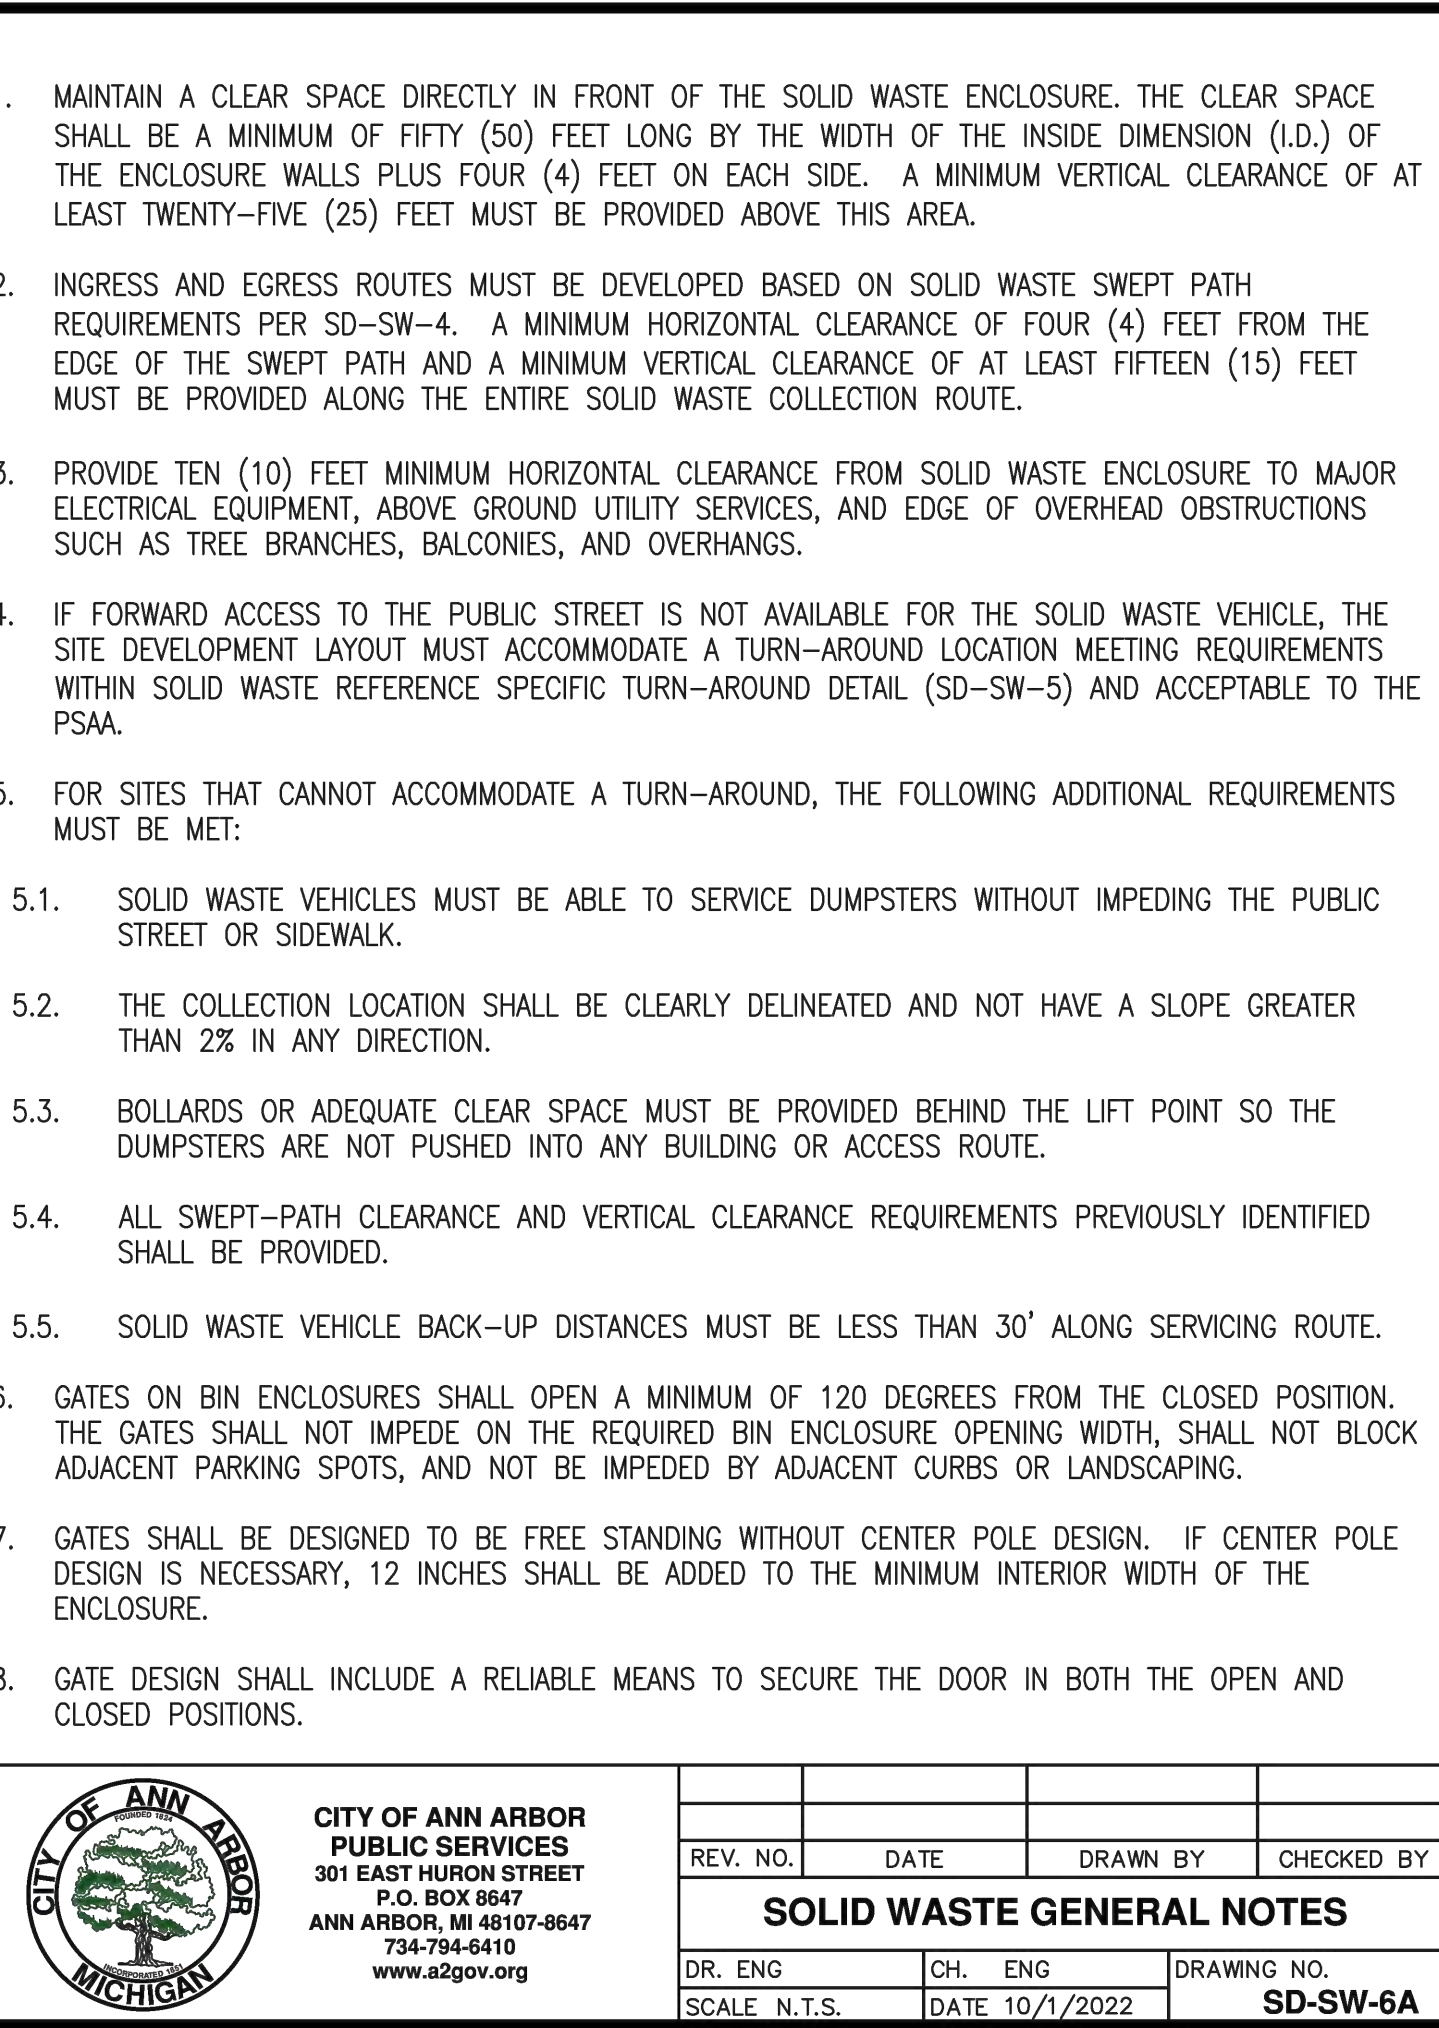 . MAINTAIN A CLEAR SPACE DIRECTLY IN FRONT OF THE SOLID WASTE ENCLOSURE. THE CLEAR SPACE
SHALL BE A MINIMUM OF FIFTY (50) FEET LONG BY THE WIDTH OF THE INSIDE DIMENSION (I.D.) OF
THE ENCLOSURE WALLS PLUS FOUR (4) FEET ON EACH SIDE. A MINIMUM VERTICAL CLEARANCE OF AT
LEAST TWENTY-FIVE (25) FEET MUST BE PROVIDED ABOVE THIS AREA.
2. INGRESS AND EGRESS ROUTES MUST BE DEVELOPED BASED ON SOLID WASTE SWEPT PATH
REQUIREMENTS PER SD-SW-4. A MINIMUM HORIZONTAL CLEARANCE OF FOUR (4) FEET FROM THE
EDGE OF THE SWEPT PATH AND A MINIMUM VERTICAL CLEARANCE OF AT LEAST FIFTEEN (15) FEET
MUST BE PROVIDED ALONG THE ENTIRE SOLID WASTE COLLECTION ROUTE.
3. PROVIDE TEN (10) FEET MINIMUM HORIZONTAL CLEARANCE FROM SOLID WASTE ENCLOSURE TO MAJOR
ELECTRICAL EQUIPMENT, ABOVE GROUND UTILITY SERVICES, AND EDGE OF OVERHEAD OBSTRUCTIONS
SUCH AS TREE BRANCHES, BALCONIES, AND OVERHANGS.
4. IF FORWARD ACCESS TO THE PUBLIC STREET IS NOT AVAILABLE FOR THE SOLID WASTE VEHICLE, THE
SITE DEVELOPMENT LAYOUT MUST ACCOMMODATE A TURN-AROUND LOCATION MEETING REQUIREMENTS
WITHIN SOLID WASTE REFERENCE SPECIFIC TURN-AROUND DETAIL (SD-SW-5) AND ACCEPTABLE TO THE
PSAA.
5. FOR SITES THAT CANNOT ACCOMMODATE A TURN-AROUND, THE FOLLOWING ADDITIONAL REQUIREMENTS
MUST BE MET:
5.1. SOLID WASTE VEHICLES MUST BE ABLE TO SERVICE DUMPSTERS WITHOUT IMPEDING THE PUBLIC
STREET OR SIDEWALK.
5.2. THE COLLECTION LOCATION SHALL BE CLEARLY DELINEATED AND NOT HAVE A SLOPE GREATER
THAN 2% IN ANY DIRECTION.
5.3. BOLLARDS OR ADEQUATE CLEAR SPACE MUST BE PROVIDED BEHIND THE LIFT POINT SO THE
DUMPSTERS ARE NOT PUSHED INTO ANY BUILDING OR ACCESS ROUTE.
5.4. ALL SWEPT-PATH CLEARANCE AND VERTICAL CLEARANCE REQUIREMENTS PREVIOUSLY IDENTIFIED
SHALL BE PROVIDED.
5.5. SOLID WASTE VEHICLE BACK-UP DISTANCES MUST BE LESS THAN 30' ALONG SERVICING ROUTE.
6. GATES ON BIN ENCLOSURES SHALL OPEN A MINIMUM OF 120 DEGREES FROM THE CLOSED POSITION.
THE GATES SHALL NOT IMPEDE ON THE REQUIRED BIN ENCLOSURE OPENING WIDTH, SHALL NOT BLOCK
ADJACENT PARKING SPOTS, AND NOT BE IMPEDED BY ADJACENT CURBS OR LANDSCAPING.
7. GATES SHALL BE DESIGNED TO BE FREE STANDING WITHOUT CENTER POLE DESIGN. IF CENTER POLE
DESIGN IS NECESSARY, 12 INCHES SHALL BE ADDED TO THE MINIMUM INTERIOR WIDTH OF THE
ENCLOSURE.
8. GATE DESIGN SHALL INCLUDE A RELIABLE MEANS TO SECURE THE DOOR IN BOTH THE OPEN AND
CLOSED POSITIONS.
CITY OF ANN ARBOR
MICHIGAN
FOUNDED 1824
INCORPORATED 1851
CITY OF ANN ARBOR
PUBLIC SERVICES
301 EAST HURON STREET
P.O. BOX 8647
ANN ARBOR, MI 48107-8647
734-794-6410
www.a2gov.org
REV. NO. DATE DRAWN BY CHECKED BY
SOLID WASTE GENERAL NOTES
DR. ENG CH. ENG DRAWING NO.
SCALE N.T.S. DATE 10/1/2022 SD-SW-6A